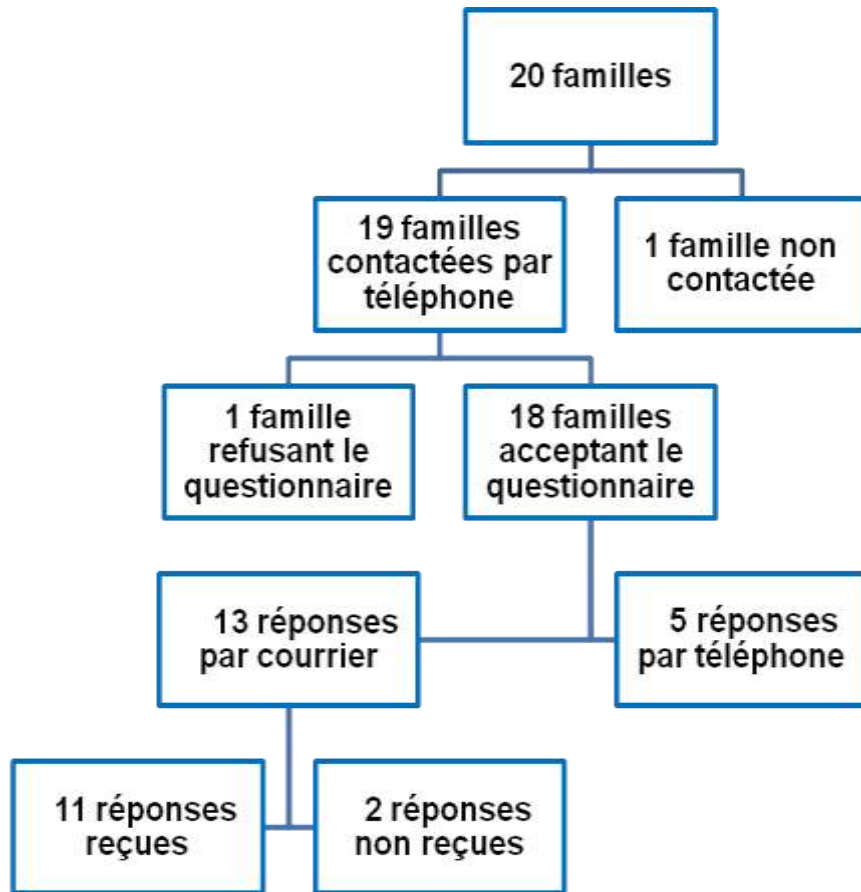 20 familles
19 familles
contactées par
téléphone
1 famille non
contactée
1 famille
refusant le
questionnaire
18 familles
acceptant le
questionnaire
13 réponses
par courrier
5 réponses
par téléphone
11 réponses
reçues
2 réponses
non reçues